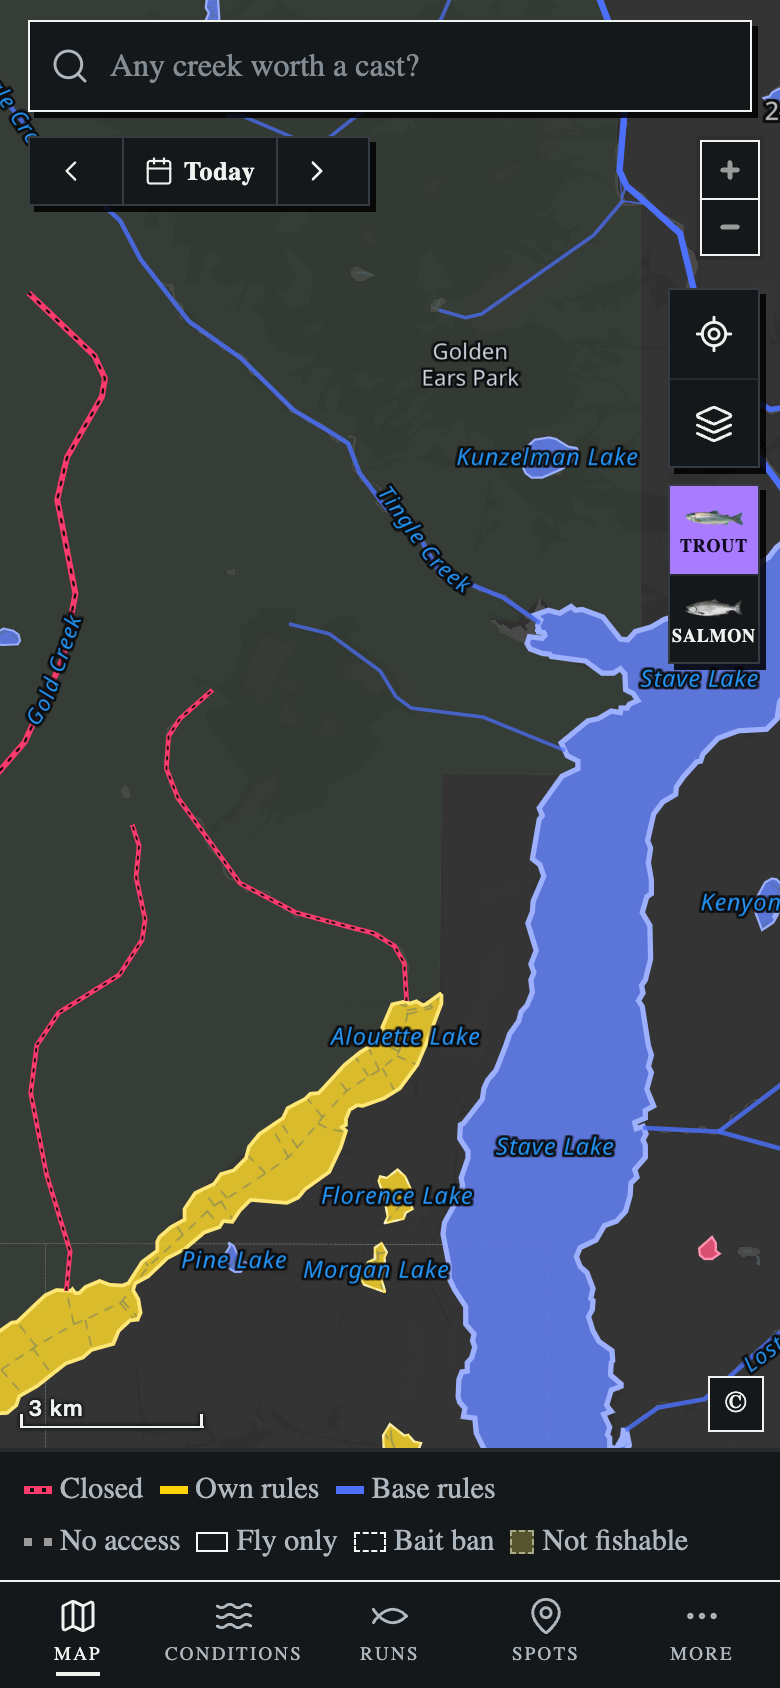 Any creek worth a cast?
Today
Golden
Ears Park
Kunzelman Lake
Tingle Creek
TROUT
SALMON
Stave Lake
Gold Creek
Kenyon
Alouette Lake
Stave Lake
Florence Lake
Pine Lake
Morgan Lake
Lost
3 km
©
Closed
Own rules
Base rules
No access
Fly only
Bait ban
Not fishable
MAP
CONDITIONS
RUNS
SPOTS
MORE